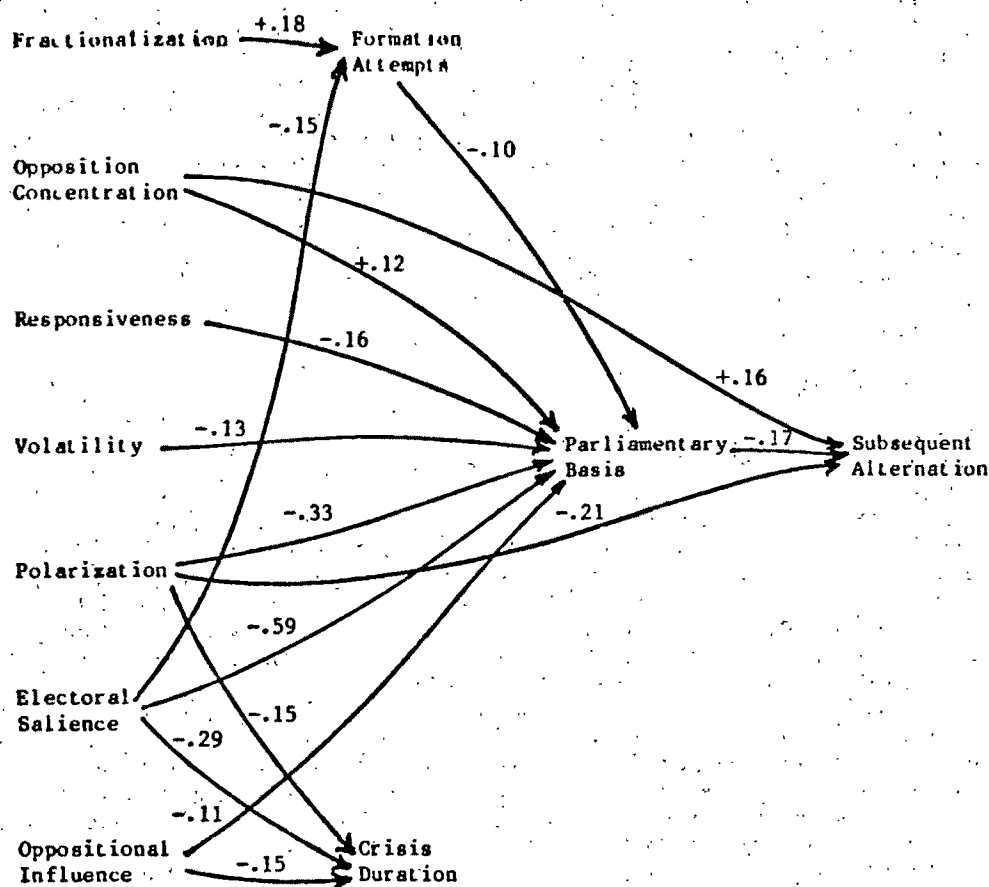 Fractionalization
+.18
Formation
Attempts
-.15
-.10
Opposition
Concentration
+.12
Responsiveness
-.16
+.16
Volatility
-.13
Parliamentary
Basis
-.17
Subsequent
Alternation
-.33
-.21
Polarization
-.59
Electoral
Salience
-.15
-.29
-.11
Oppositional
Influence
-.15
Crisis
Duration